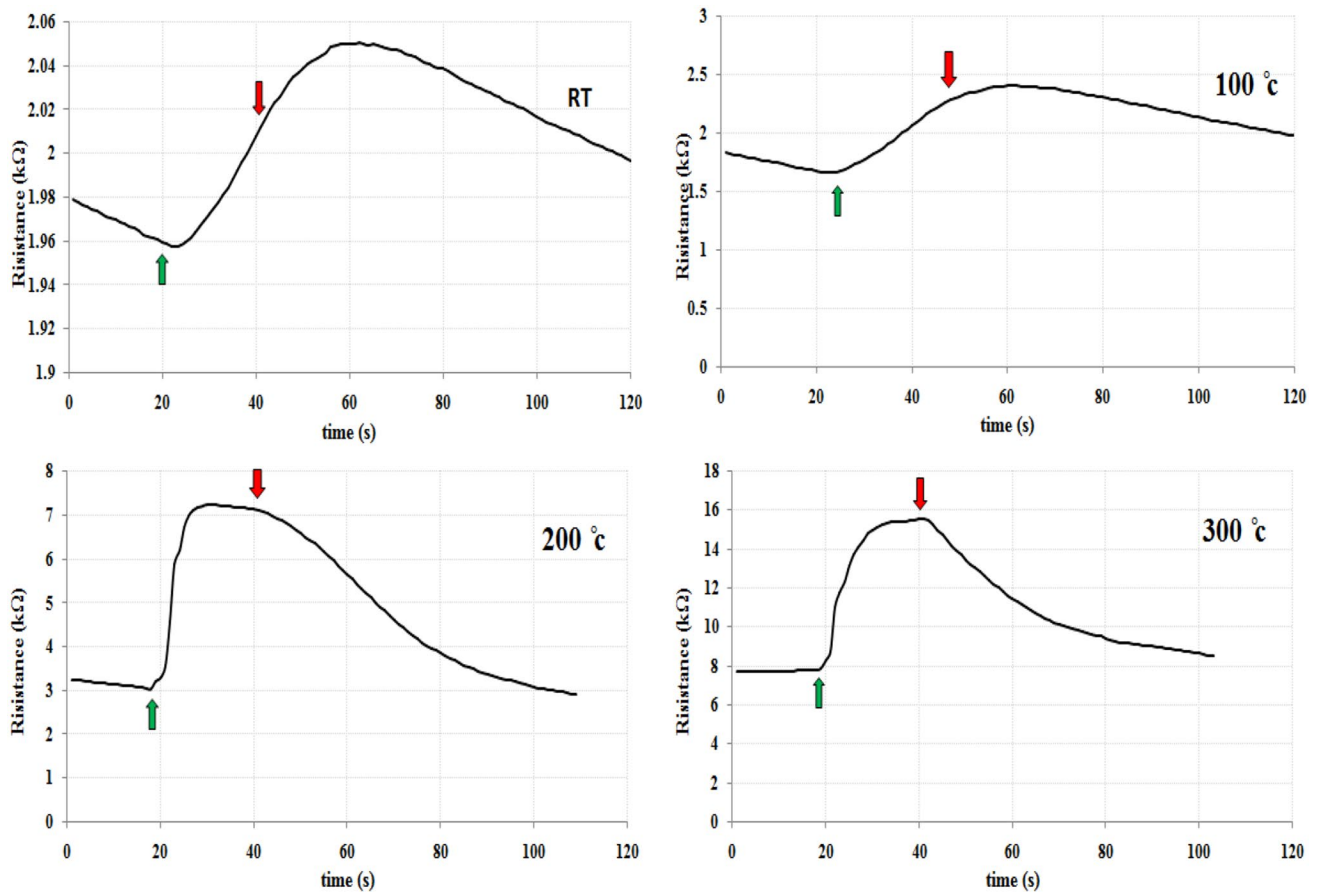 2.06
2.04
2.02
2
1.98
1.96
1.94
1.92
1.9
Risistance (kΩ)
RT
0 20 40 60 80 100 120
time (s)
3
2.5
2
1.5
1
0.5
0
Risistance (kΩ)
100 °c
0 20 40 60 80 100 120
time (s)
8
7
6
5
4
3
2
1
0
Risistance (kΩ)
200 °c
0 20 40 60 80 100 120
time (s)
18
16
14
12
10
8
6
4
2
0
Risistance (kΩ)
300 °c
0 20 40 60 80 100 120
time (s)